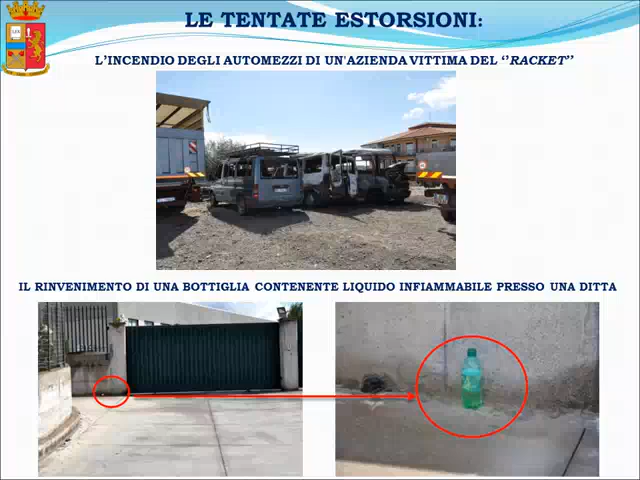 LE TENTATE ESTORSIONI:
L'INCENDIO DEGLI AUTOMEZZI DI UN'AZIENDA VITTIMA DEL ‘’RACKET’’
IL RINVENIMENTO DI UNA BOTTIGLIA CONTENENTE LIQUIDO INFIAMMABILE PRESSO UNA DITTA